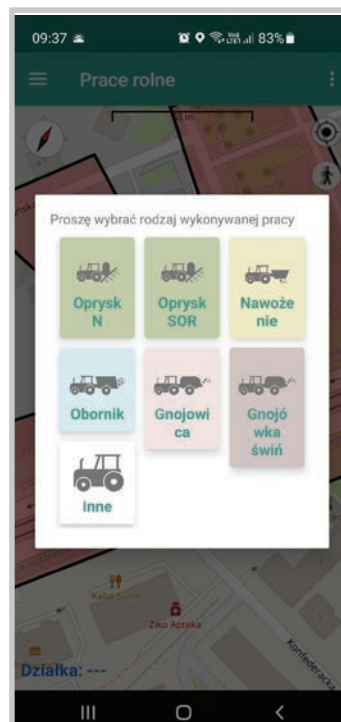 09:37 83%
Prace rolne
m
Proszę wybrać rodzaj wykonywanej pracy
Oprysk
N
Oprysk
SOR
Nawoże
nie
Obornik
Gnojowi
ca
Gnojó
wka
świń
Inne
Kaba Sushi
Ziko Apteka
Konfederacka
Działka: ---